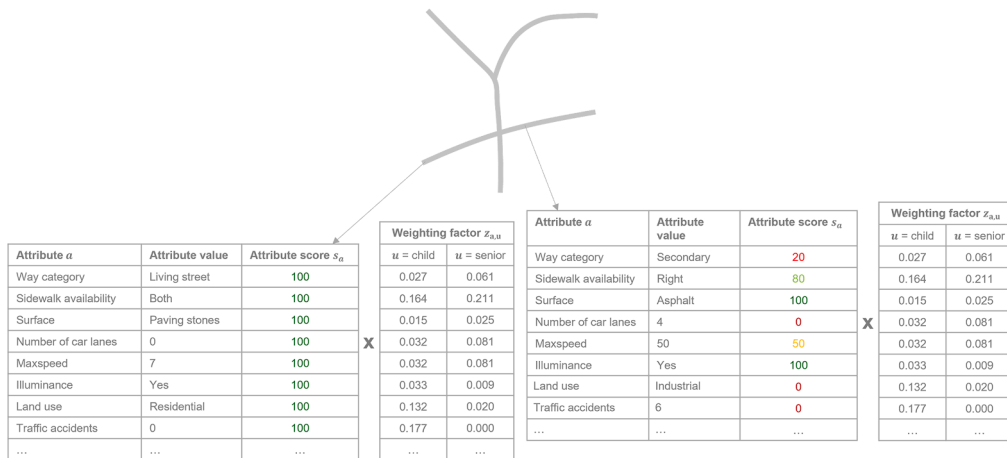 Weighting factor z_a,u
Attribute a Attribute value Attribute score s_a u = child u = senior
Way category Living street 100 0.027 0.061
Sidewalk availability Both 100 0.164 0.211
Surface Paving stones 100 0.015 0.025
Number of car lanes 0 100 X 0.032 0.081
Maxspeed 7 100 0.032 0.081
Illuminance Yes 100 0.033 0.009
Land use Residential 100 0.132 0.020
Traffic accidents 0 100 0.177 0.000
... ... ... ...
Weighting factor z_a,u
Attribute a Attribute value Attribute score s_a u = child u = senior
Way category Secondary 20 0.027 0.061
Sidewalk availability Right 80 0.164 0.211
Surface Asphalt 100 0.015 0.025
Number of car lanes 4 0 X 0.032 0.081
Maxspeed 50 50 0.032 0.081
Illuminance Yes 100 0.033 0.009
Land use Industrial 0 0.132 0.020
Traffic accidents 6 0 0.177 0.000
... ... ... ...